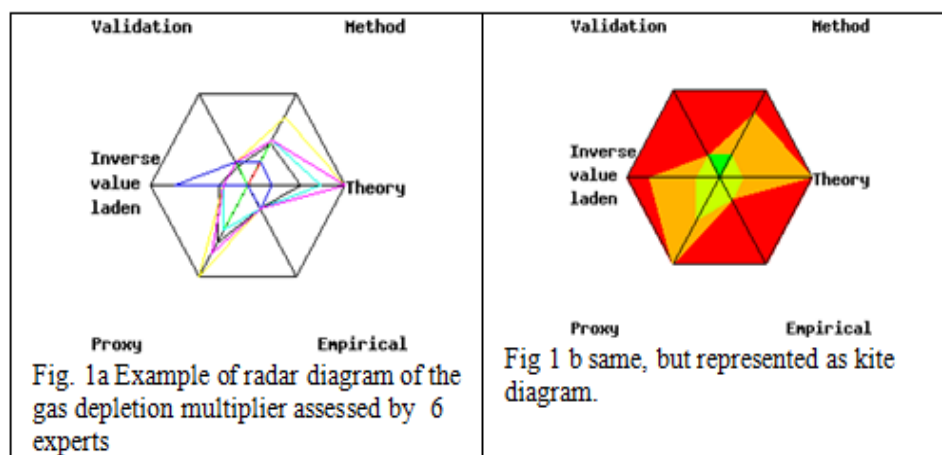 Validation Method
Inverse
value
laden
Theory
Proxy Empirical
Fig. 1a Example of radar diagram of the
gas depletion multiplier assessed by 6
experts
Validation Method
Inverse
value
laden
Theory
Proxy Empirical
Fig 1 b same, but represented as kite
diagram.